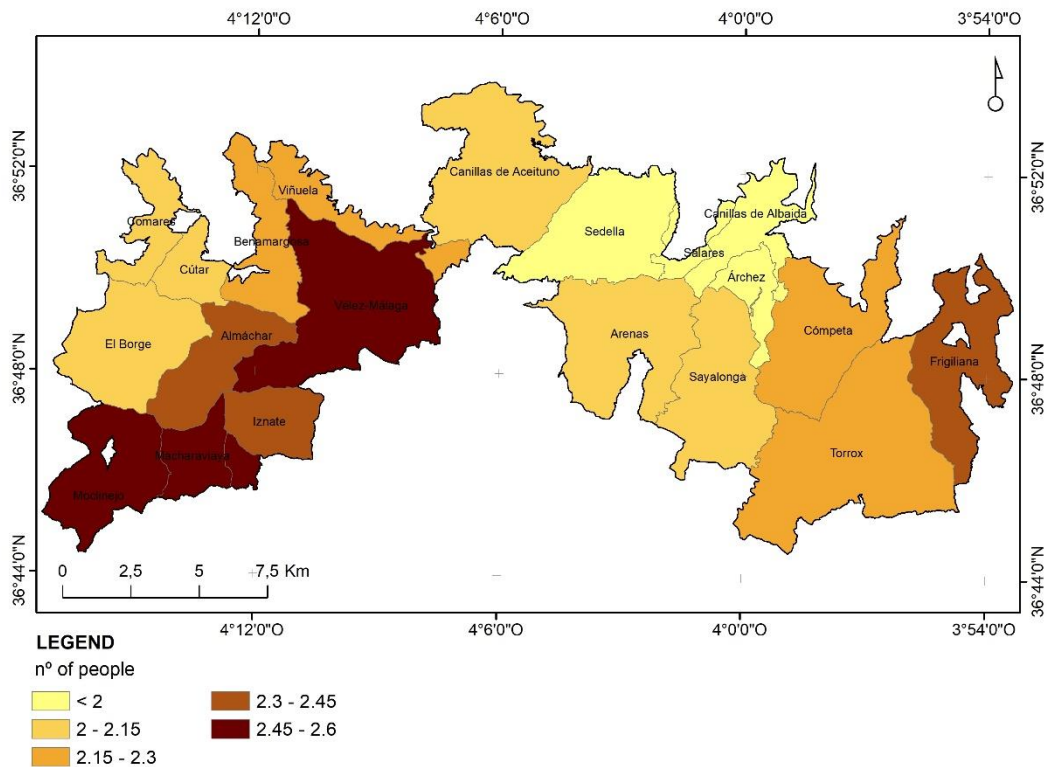 4°12'0"O 4°6'0"O 4°0'0"O 3°54'0"O
36°52'0"N 36°52'0"N
Canillas de Aceituno
Viñuela
Comares
Canillas de Albaida
Benamargosa
Sedella
Salares
Cútar
Árchez
Vélez-Málaga
Almáchar
Arenas
Cómpeta
El Borge
Frigiliana
36°48'0"N 36°48'0"N
Sayalonga
Iznate
Torrox
Macharaviaya
Moclinejo
36°44'0"N 36°44'0"N
0 2,5 5 7,5 Km
4°12'0"O 4°6'0"O 4°0'0"O 3°54'0"O
LEGEND
nº of people
< 2
2 - 2.15
2.15 - 2.3
2.3 - 2.45
2.45 - 2.6